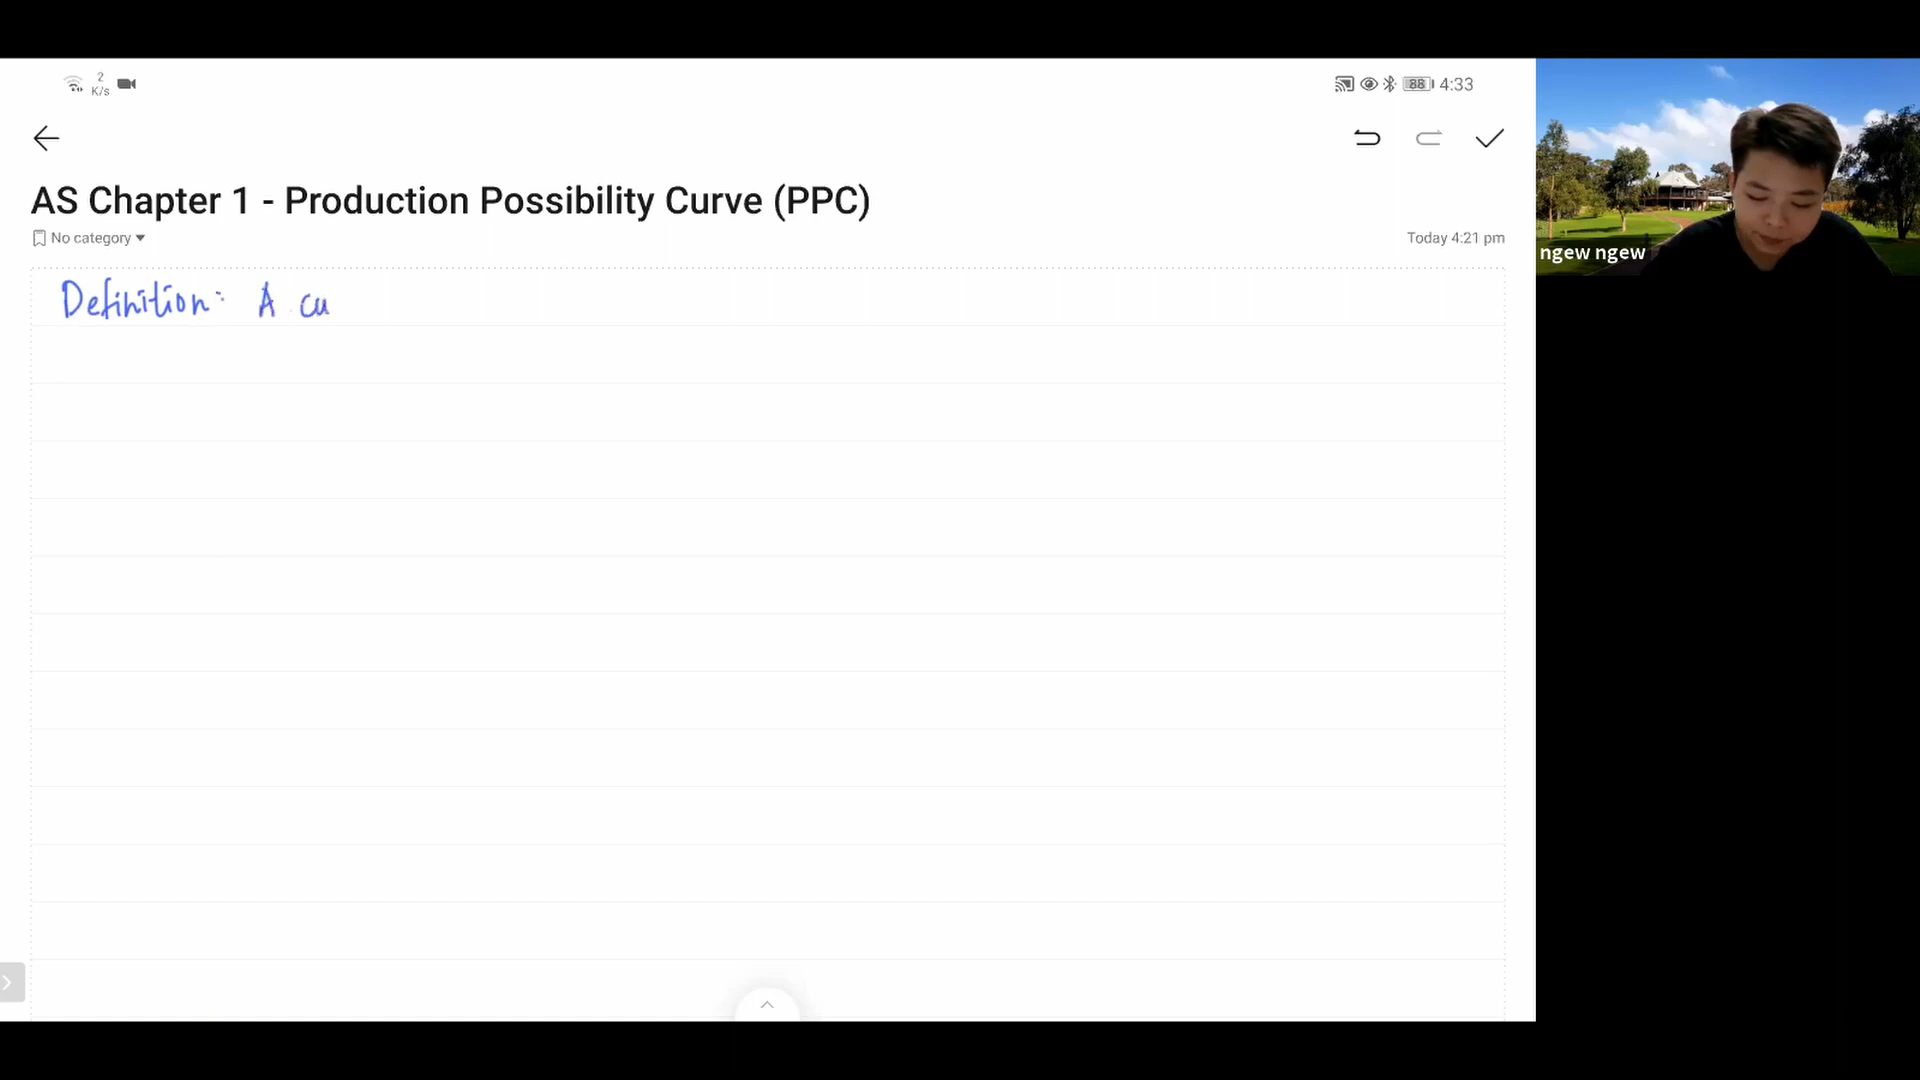 2
K/s
88 4:33
AS Chapter 1 - Production Possibility Curve (PPC)
No category
Today 4:21 pm
ngew ngew
Definition: A cu